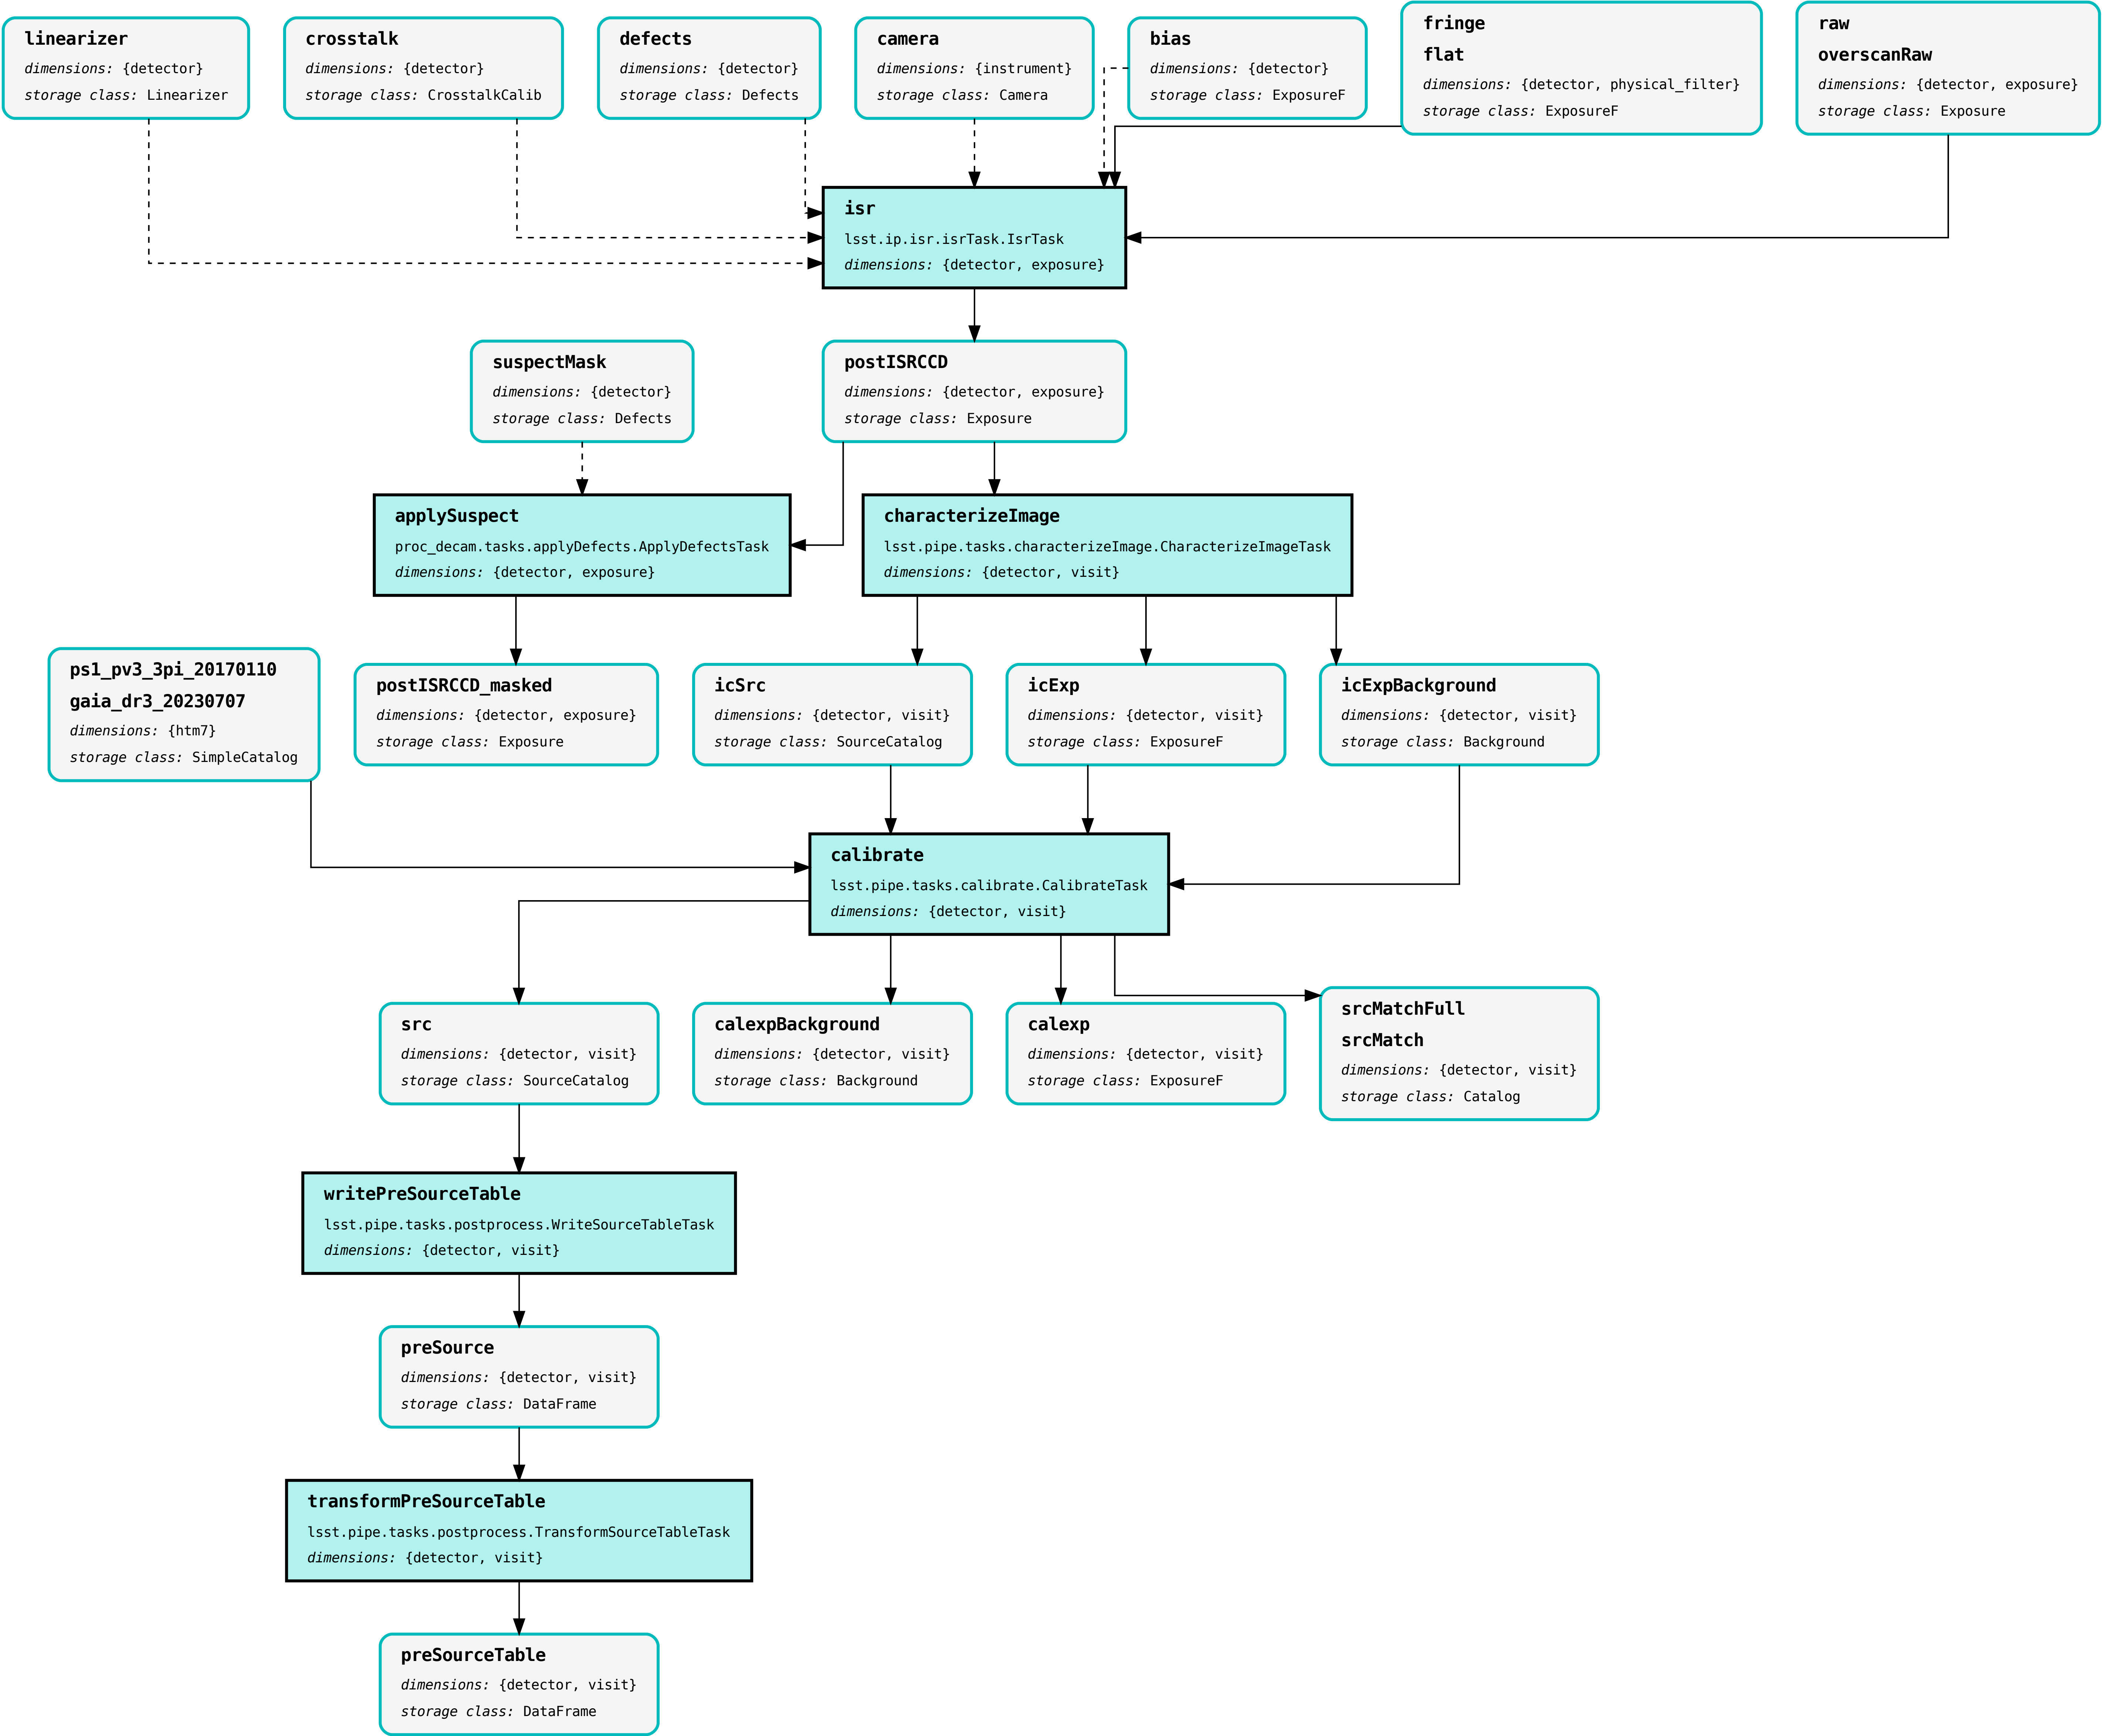 linearizer
dimensions: {detector}
storage class: Linearizer
crosstalk
dimensions: {detector}
storage class: CrosstalkCalib
defects
dimensions: {detector}
storage class: Defects
camera
dimensions: {instrument}
storage class: Camera
bias
dimensions: {detector}
storage class: ExposureF
fringe
flat
dimensions: {detector, physical_filter}
storage class: ExposureF
raw
overscanRaw
dimensions: {detector, exposure}
storage class: Exposure
isr
lsst.ip.isr.isrTask.IsrTask
dimensions: {detector, exposure}
suspectMask
dimensions: {detector}
storage class: Defects
postISRCCD
dimensions: {detector, exposure}
storage class: Exposure
applySuspect
proc_decam.tasks.applyDefects.ApplyDefectsTask
dimensions: {detector, exposure}
characterizeImage
lsst.pipe.tasks.characterizeImage.CharacterizeImageTask
dimensions: {detector, visit}
ps1_pv3_3pi_20170110
gaia_dr3_20230707
dimensions: {htm7}
storage class: SimpleCatalog
postISRCCD_masked
dimensions: {detector, exposure}
storage class: Exposure
icSrc
dimensions: {detector, visit}
storage class: SourceCatalog
icExp
dimensions: {detector, visit}
storage class: ExposureF
icExpBackground
dimensions: {detector, visit}
storage class: Background
calibrate
lsst.pipe.tasks.calibrate.CalibrateTask
dimensions: {detector, visit}
src
dimensions: {detector, visit}
storage class: SourceCatalog
calexpBackground
dimensions: {detector, visit}
storage class: Background
calexp
dimensions: {detector, visit}
storage class: ExposureF
srcMatchFull
srcMatch
dimensions: {detector, visit}
storage class: Catalog
writePreSourceTable
lsst.pipe.tasks.postprocess.WriteSourceTableTask
dimensions: {detector, visit}
preSource
dimensions: {detector, visit}
storage class: DataFrame
transformPreSourceTable
lsst.pipe.tasks.postprocess.TransformSourceTableTask
dimensions: {detector, visit}
preSourceTable
dimensions: {detector, visit}
storage class: DataFrame